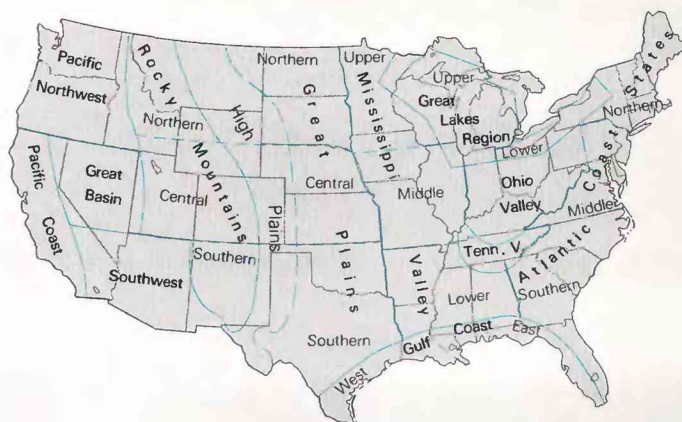 Pacific
Northwest
Rocky
Mountains
Northern
Central
Southern
High
Plains
Northern
Great
Central
Plains
Southern
Upper
Mississippi
Middle
Valley
Lower
Upper
Great
Lakes
Region
Lower
Ohio
Valley
Tenn. V.
Atlantic
Coast
States
Northern
Middle
Southern
Pacific
Coast
Great
Basin
Southwest
West
Gulf
Coast
East